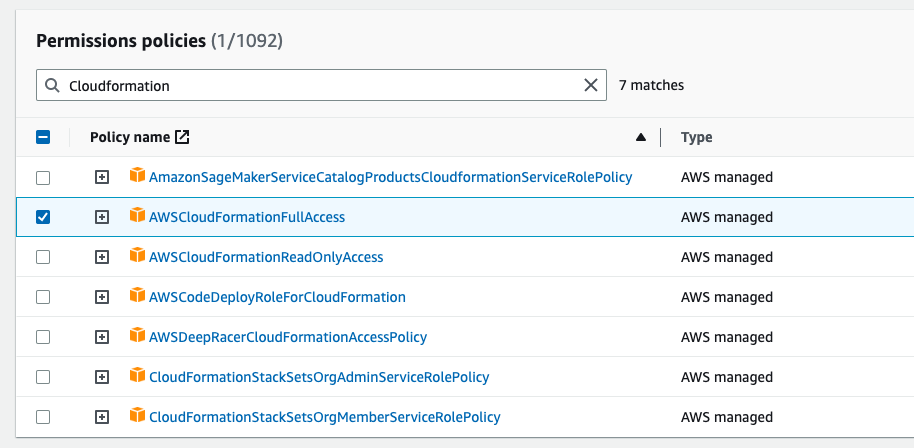 Permissions policies (1/1092)
Cloudformation
7 matches
Policy name Type
AmazonSageMakerServiceCatalogProductsCloudformationServiceRolePolicy AWS managed
AWSCloudFormationFullAccess AWS managed
AWSCloudFormationReadOnlyAccess AWS managed
AWSCodeDeployRoleForCloudFormation AWS managed
AWSDeepRacerCloudFormationAccessPolicy AWS managed
CloudFormationStackSetsOrgAdminServiceRolePolicy AWS managed
CloudFormationStackSetsOrgMemberServiceRolePolicy AWS managed